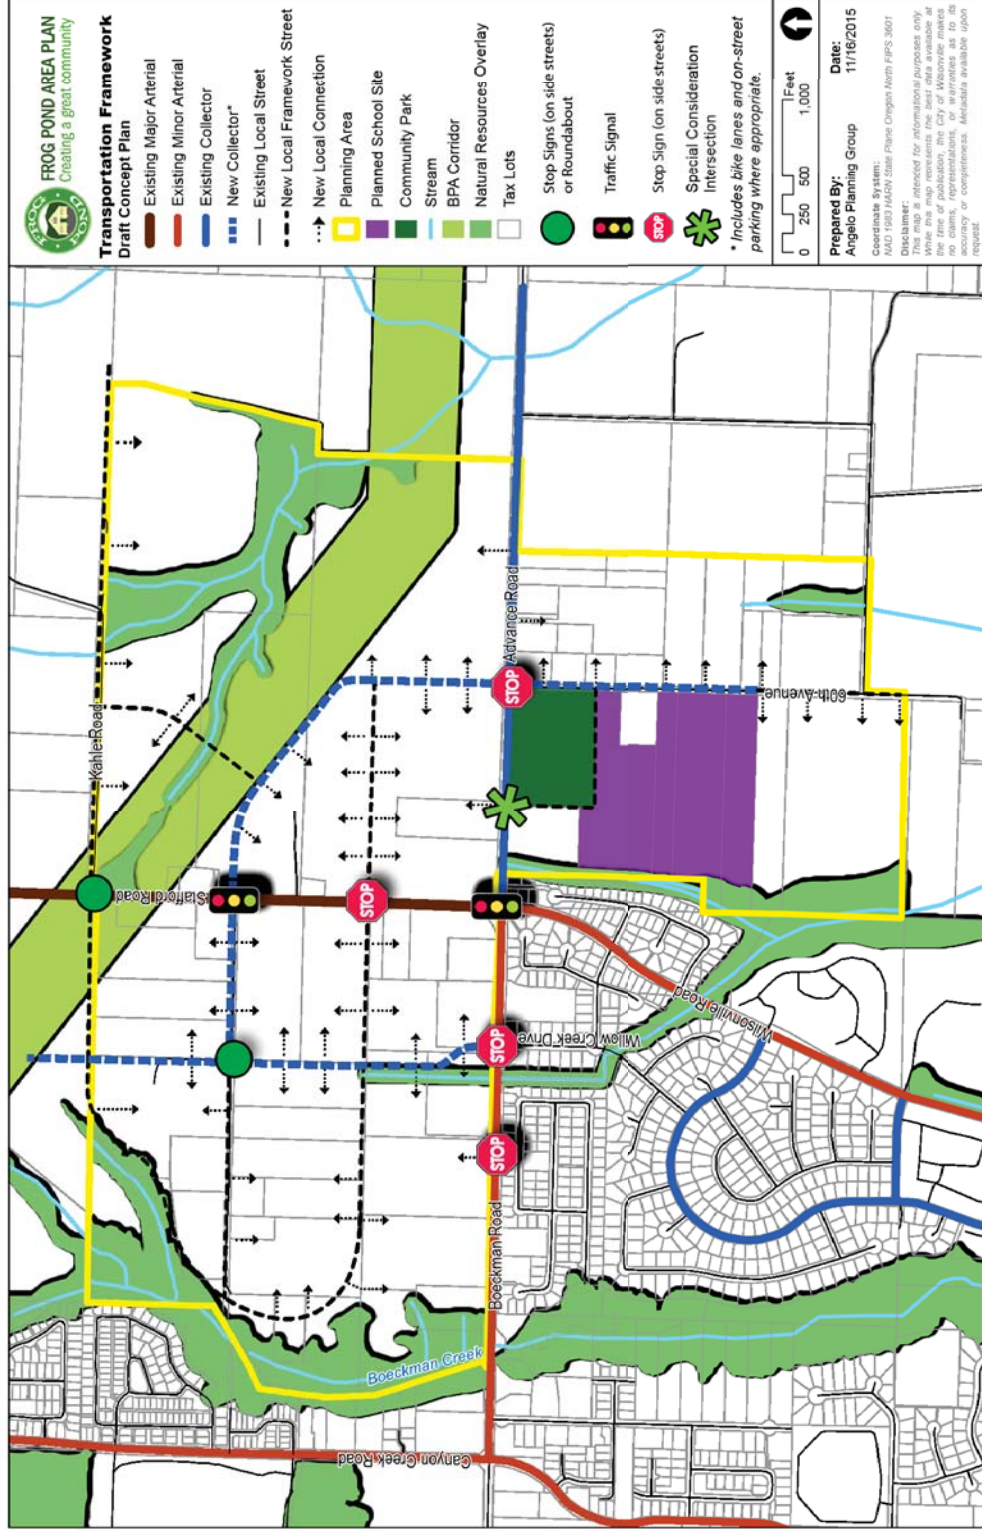 FROG POND AREA PLAN
Creating a great community
FROG
POND
Transportation Framework
Draft Concept Plan
Existing Major Arterial
Existing Minor Arterial
Existing Collector
New Collector*
Existing Local Street
New Local Framework Street
New Local Connection
Planning Area
Planned School Site
Community Park
Stream
BPA Corridor
Natural Resources Overlay
Tax Lots
Stop Signs (on side streets)
or Roundabout
Traffic Signal
STOP
Stop Sign (on side streets)
Special Consideration
Intersection
* Includes bike lanes and on-street
parking where appropriate.
0 250 500 1,000
Feet
Prepared By:
Angelo Planning Group
Date:
11/16/2015
Coordinate System:
NAD 1983 HARN State Plane Oregon North FIPS 3601
Disclaimer:
This map is intended for informational purposes only.
While this map represents the best data available at
the time of publication, the City of Wilsonville makes
no claims, representations, or warranties as to its
accuracy or completeness. Metadata available upon
request.
Kahle Road
Stafford Road
STOP
Advance Road
STOP
60th Avenue
STOP
Willow Creek Drive
Wilsonville Road
STOP
Boeckman Road
Boeckman Creek
Canyon Creek Road